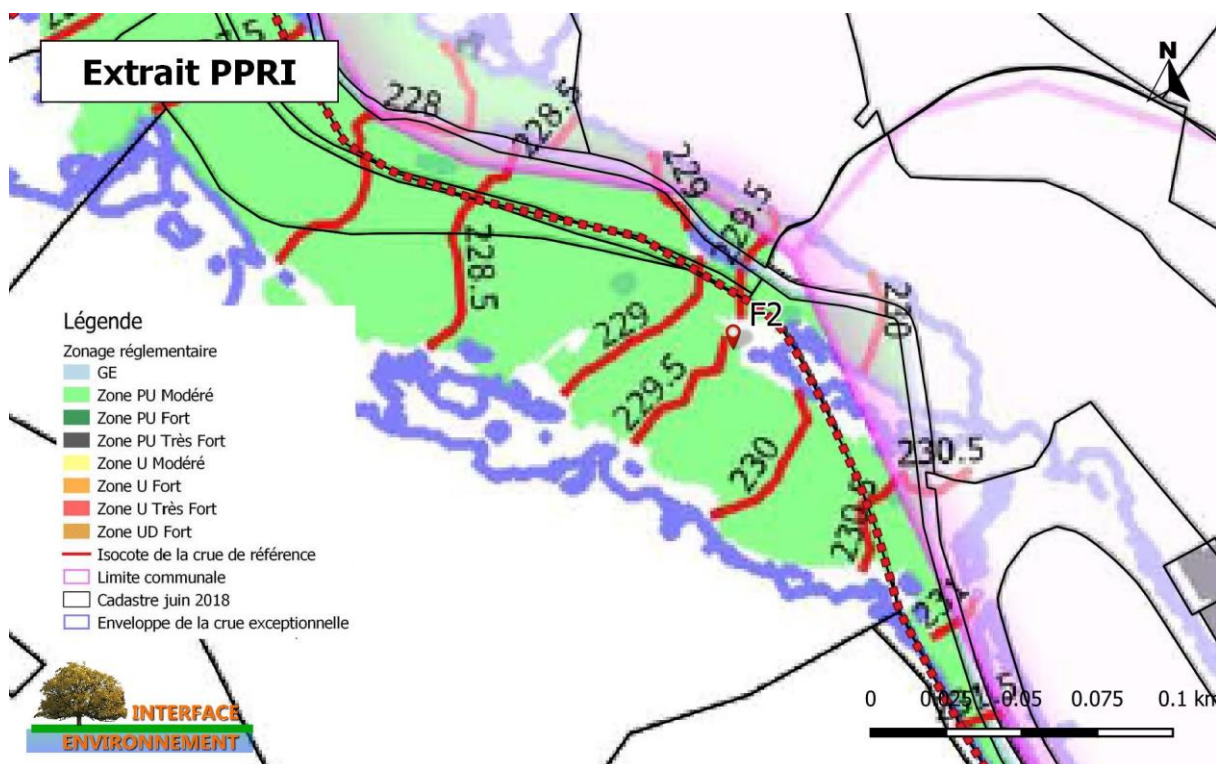 Extrait PPRI
N
228
228.5
229
229.5
228.5
229
229.5
230
230
230.5
F2
Légende
Zonage réglementaire
GE
Zone PU Modéré
Zone PU Fort
Zone PU Très Fort
Zone U Modéré
Zone U Fort
Zone U Très Fort
Zone UD Fort
Isocote de la crue de référence
Limite communale
Cadastre juin 2018
Enveloppe de la crue exceptionnelle
INTERFACE
ENVIRONNEMENT
0 0.025 0.05 0.075 0.1 km